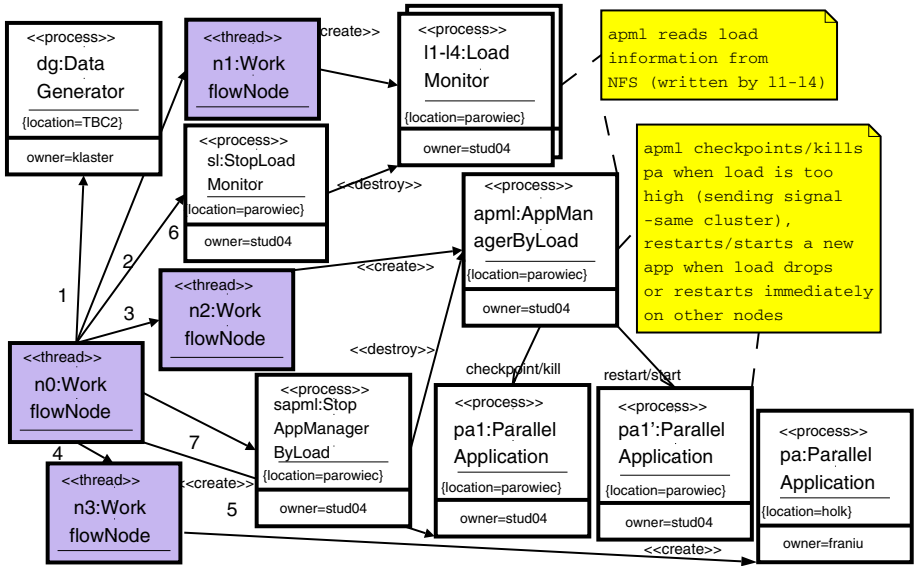 <<process>>
dg:Data
Generator
{location=TBC2}
owner=klaster
<<thread>>
n1:Work
flowNode
create>>
<<process>>
l1-l4:Load
Monitor
{location=parowiec}
owner=stud04
apml reads load
information from
NFS (written by l1-l4)
<<process>>
sl:StopLoad
Monitor
{location=parowiec}
owner=stud04
<<destroy>>
<<process>>
apml:AppMan
agerByLoad
{location=parowiec}
owner=stud04
apml checkpoints/kills
pa when load is too
high (sending signal
-same cluster),
restarts/starts a new
app when load drops
or restarts immediately
on other nodes
6
2
1
3
<<thread>>
n2:Work
flowNode
<<create>>
<<destroy>>
<<thread>>
n0:Work
flowNode
7
4
<<process>>
sapml:Stop
AppManager
ByLoad
{location=parowiec}
owner=stud04
checkpoint/kill
restart/start
<<process>>
pa1:Parallel
Application
{location=parowiec}
owner=stud04
<<process>>
pa1':Parallel
Application
{location=parowiec}
owner=stud04
<<process>>
pa:Parallel
Application
{location=holk}
owner=franiu
<<thread>>
n3:Work
flowNode
<create>>
5
<<create>>